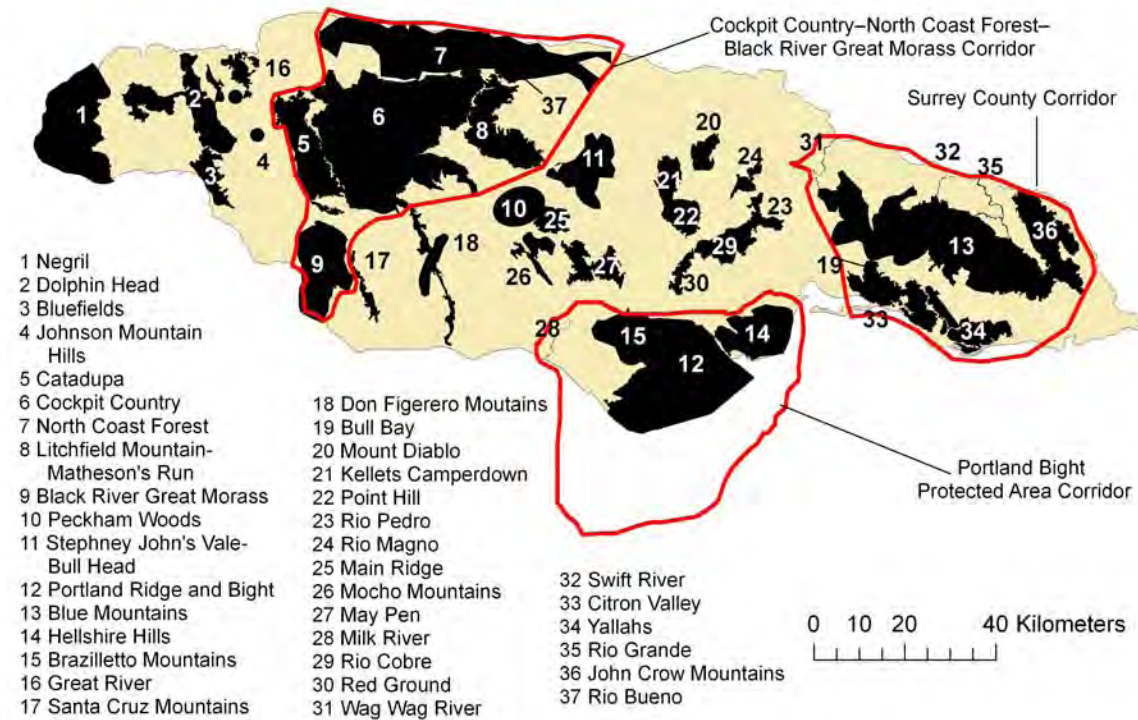 Cockpit Country–North Coast Forest–
Black River Great Morass Corridor
Surrey County Corridor
16
7
37
1
2
6
20
31
32
35
4
5
8
11
24
3
21
36
10
25
22
23
13
9
17
18
26
27
29
19
30
33
34
28
15
14
12
Portland Bight
Protected Area Corridor
1 Negril
2 Dolphin Head
3 Bluefields
4 Johnson Mountain
Hills
5 Catadupa
6 Cockpit Country
7 North Coast Forest
8 Litchfield Mountain-
Matheson's Run
9 Black River Great Morass
10 Peckham Woods
11 Stephney John's Vale-
Bull Head
12 Portland Ridge and Bight
13 Blue Mountains
14 Hellshire Hills
15 Brazilletto Mountains
16 Great River
17 Santa Cruz Mountains
18 Don Figerero Moutains
19 Bull Bay
20 Mount Diablo
21 Kellets Camperdown
22 Point Hill
23 Rio Pedro
24 Rio Magno
25 Main Ridge
26 Mocho Mountains
27 May Pen
28 Milk River
29 Rio Cobre
30 Red Ground
31 Wag Wag River
32 Swift River
33 Citron Valley
34 Yallahs
35 Rio Grande
36 John Crow Mountains
37 Rio Bueno
0 10 20 40 Kilometers